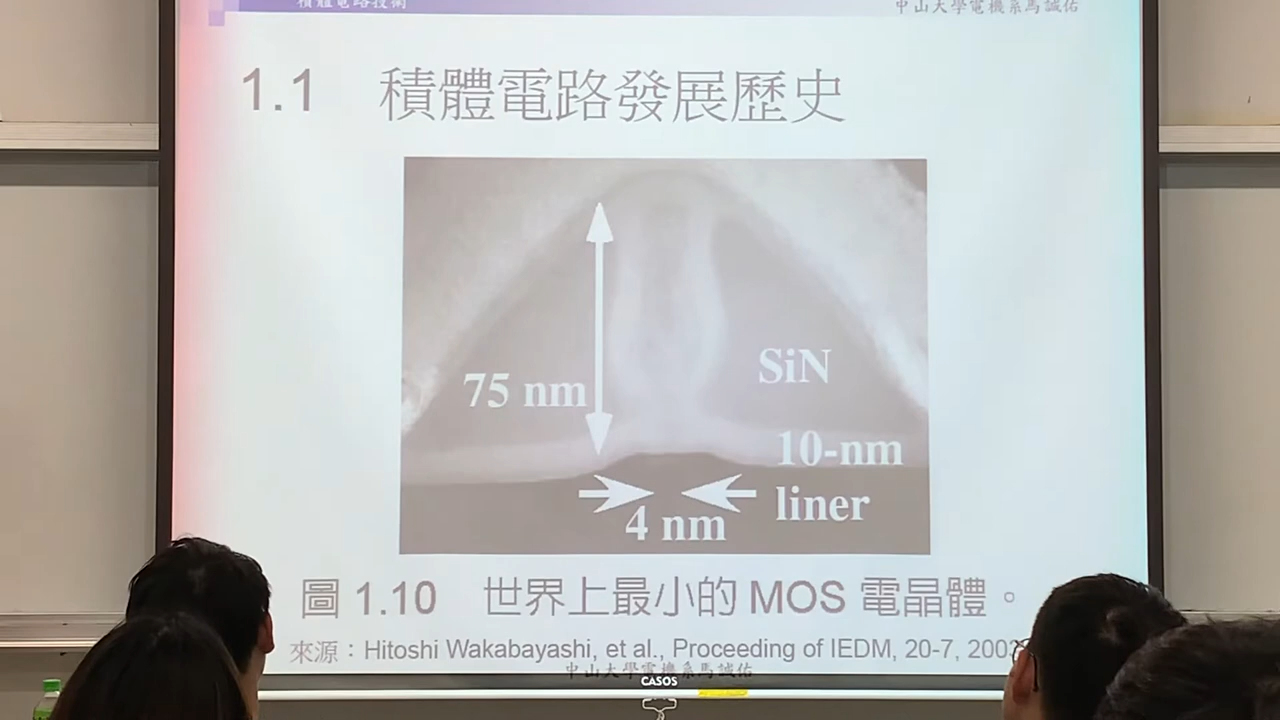 積體電路技術
中山大學電機系馬誠佑
1.1 積體電路發展歷史
75 nm
SiN
10-nm
liner
4 nm
圖 1.10 世界上最小的 MOS 電晶體。
來源：Hitoshi Wakabayashi, et al., Proceeding of IEDM, 20-7, 2003
中山大學電機系馬誠佑
CASOS